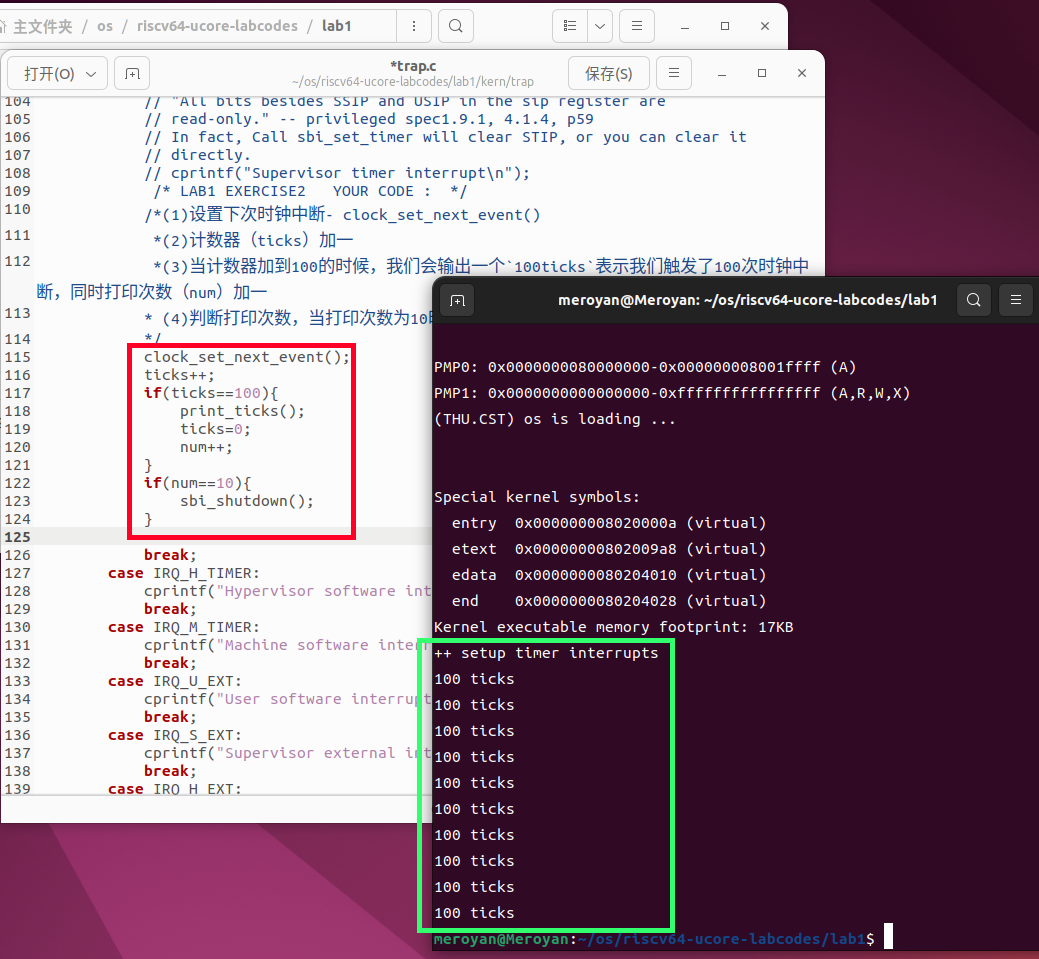 主文件夹 / os / riscv64-ucore-labcodes / lab1
打开(O)
*trap.c
~/os/riscv64-ucore-labcodes/lab1/kern/trap
保存(S)
104 // "All bits besides SSIP and USIP in the sip register are
105 // read-only." -- privileged spec1.9.1, 4.1.4, p59
106 // In fact, Call sbi_set_timer will clear STIP, or you can clear it
107 // directly.
108 // cprintf("Supervisor timer interrupt\n");
109 /* LAB1 EXERCISE2   YOUR CODE :  */
110 /*(1)设置下次时钟中断- clock_set_next_event()
111 *(2)计数器（ticks）加一
112 *(3)当计数器加到100的时候，我们会输出一个`100ticks`表示我们触发了100次时钟中
断，同时打印次数（num）加一
113 * (4)判断打印次数，当打印次数为10
114 */
115 clock_set_next_event();
116 ticks++;
117 if(ticks==100){
118 print_ticks();
119 ticks=0;
120 num++;
121 }
122 if(num==10){
123 sbi_shutdown();
124 }
125
126 break;
127 case IRQ_H_TIMER:
128 cprintf("Hypervisor software int
129 break;
130 case IRQ_M_TIMER:
131 cprintf("Machine software interr
132 break;
133 case IRQ_U_EXT:
134 cprintf("User software interrupt
135 break;
136 case IRQ_S_EXT:
137 cprintf("Supervisor external int
138 break;
139 case IRQ_H_EXT:
meroyan@Meroyan: ~/os/riscv64-ucore-labcodes/lab1
PMP0: 0x0000000080000000-0x000000008001ffff (A)
PMP1: 0x0000000000000000-0xffffffffffffffff (A,R,W,X)
(THU.CST) os is loading ...
Special kernel symbols:
entry  0x000000008020000a (virtual)
etext  0x00000000802009a8 (virtual)
edata  0x0000000080204010 (virtual)
end    0x0000000080204028 (virtual)
Kernel executable memory footprint: 17KB
++ setup timer interrupts
100 ticks
100 ticks
100 ticks
100 ticks
100 ticks
100 ticks
100 ticks
100 ticks
100 ticks
100 ticks
meroyan@Meroyan:~/os/riscv64-ucore-labcodes/lab1$